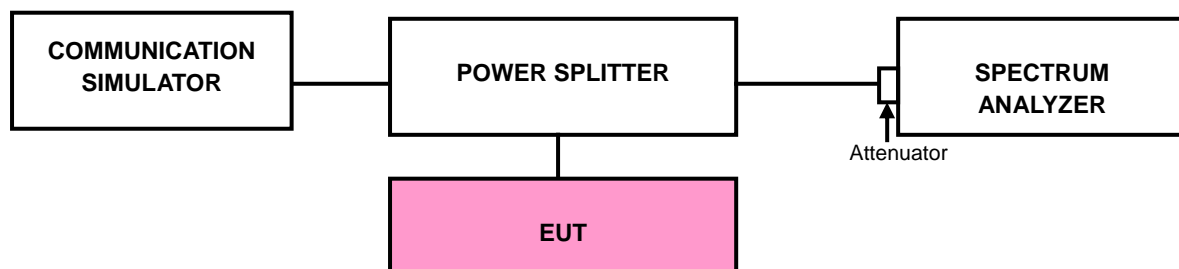 COMMUNICATION
SIMULATOR
POWER SPLITTER
SPECTRUM
ANALYZER
Attenuator
EUT